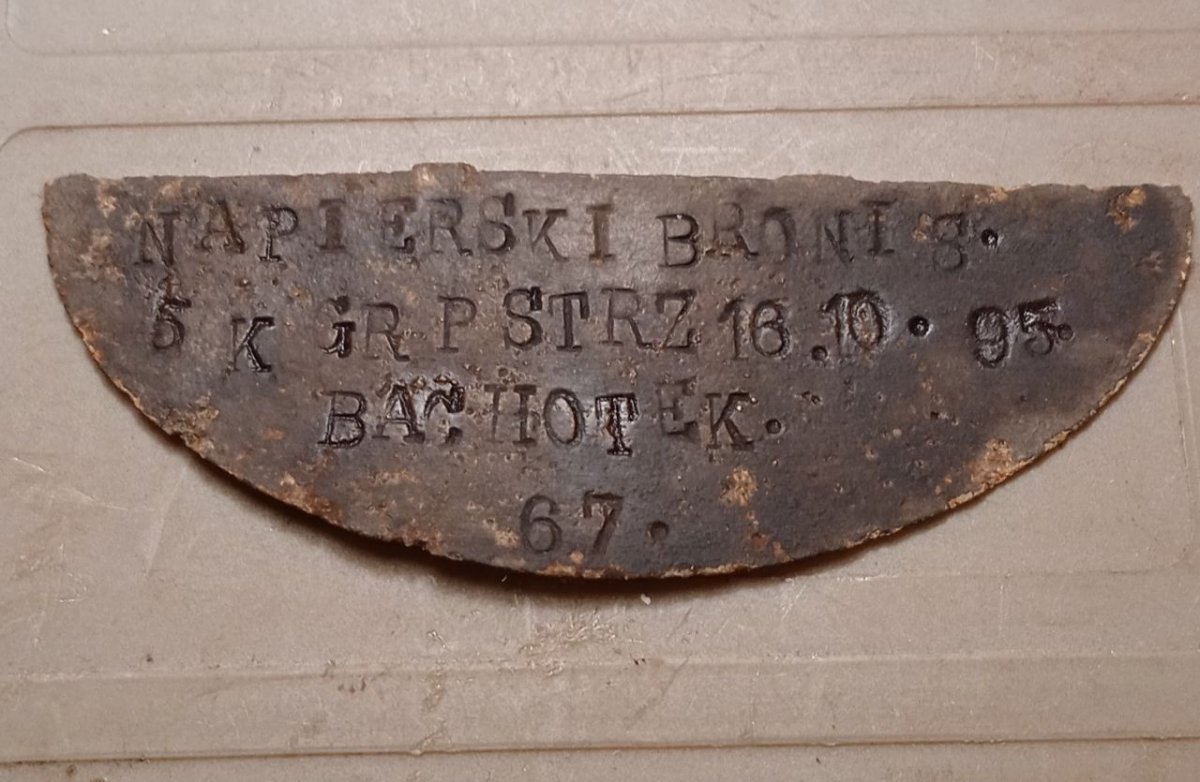 NAPIERSKI BRONIS.
5 K GR P STRZ 16.10.95.
BACHOTEK.
67.